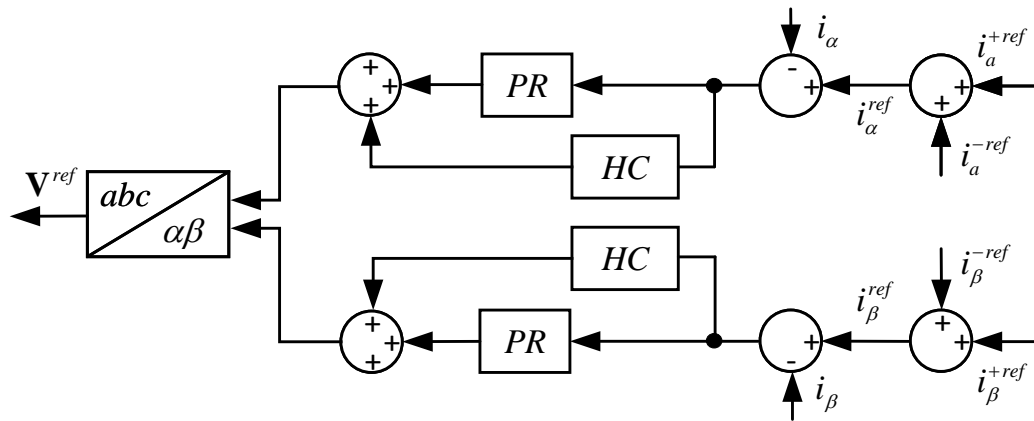 i_α
i_a^{+ref}
+
+
PR
-
+
+
+
+
i_α^{ref}
+
HC
i_a^{-ref}
V^{ref}
abc
αβ
HC
i_β^{-ref}
i_β^{ref}
+
+
+
PR
+
+
+
+
-
i_β
i_β^{+ref}